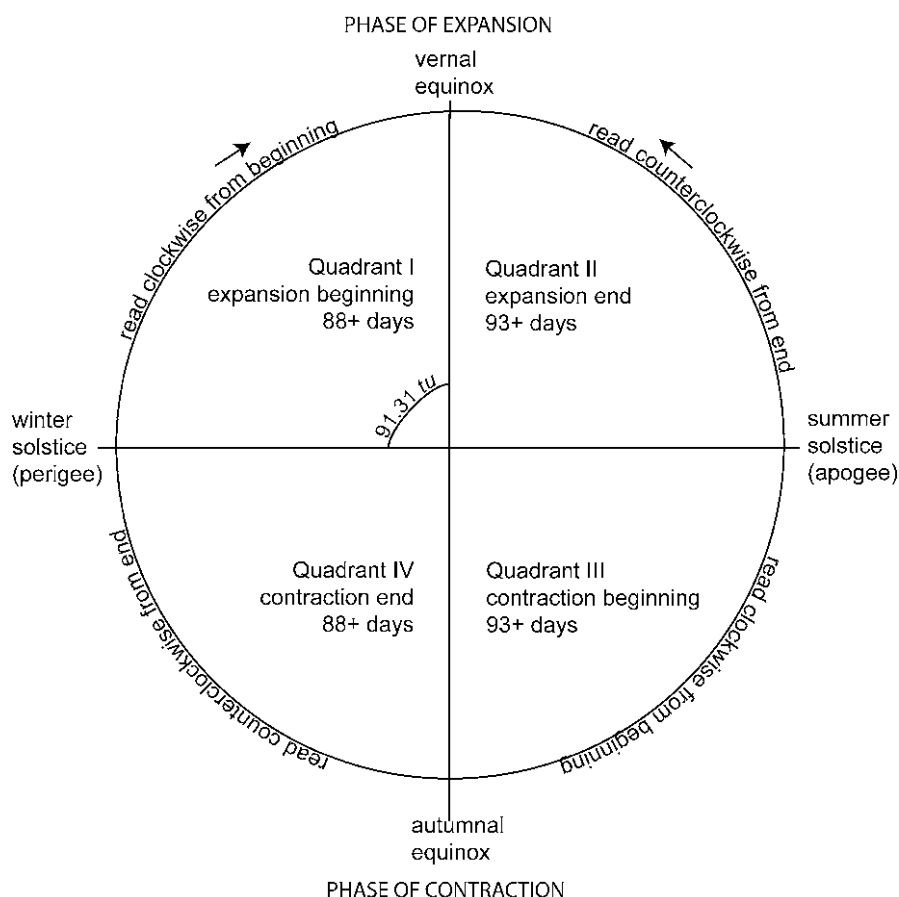 PHASE OF EXPANSION
vernal
equinox
read clockwise from beginning
read counterclockwise from end
Quadrant I
expansion beginning
88+ days
Quadrant II
expansion end
93+ days
91.31 tu
winter
solstice
(perigee)
summer
solstice
(apogee)
Quadrant IV
contraction end
88+ days
Quadrant III
contraction beginning
93+ days
read counterclockwise from end
read clockwise from beginning
autumnal
equinox
PHASE OF CONTRACTION